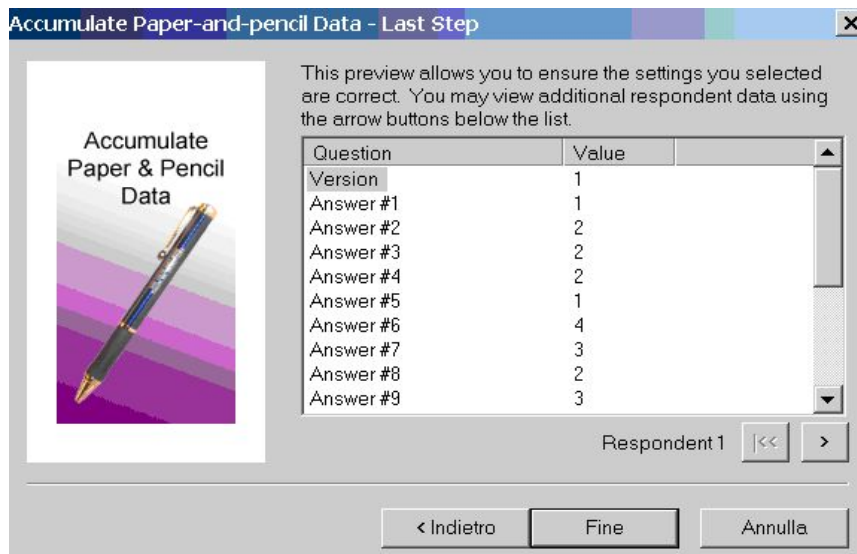 Accumulate Paper-and-pencil Data - Last Step
This preview allows you to ensure the settings you selected
are correct. You may view additional respondent data using
the arrow buttons below the list.
Accumulate
Paper & Pencil
Data
Question Value
Version 1
Answer #1 1
Answer #2 2
Answer #3 2
Answer #4 2
Answer #5 1
Answer #6 4
Answer #7 3
Answer #8 2
Answer #9 3
Respondent 1 |<< >
< Indietro Fine Annulla